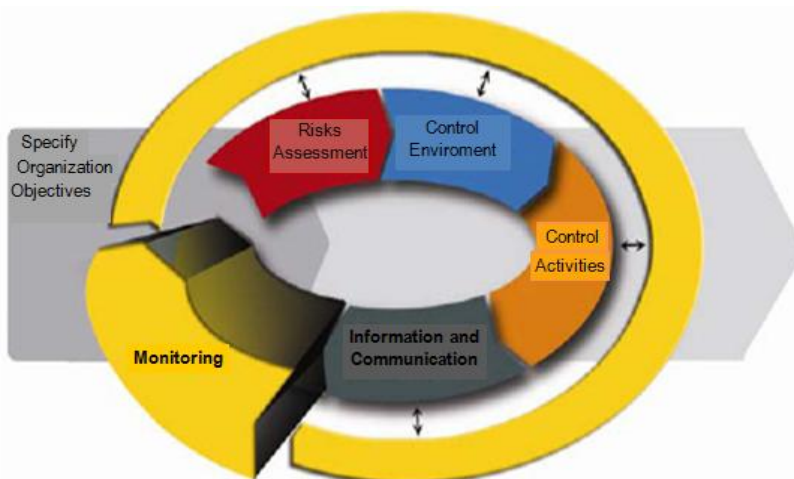 Specify
Organization
Objectives
Risks
Assessment
Control
Enviroment
Control
Activities
Information and
Communication
Monitoring